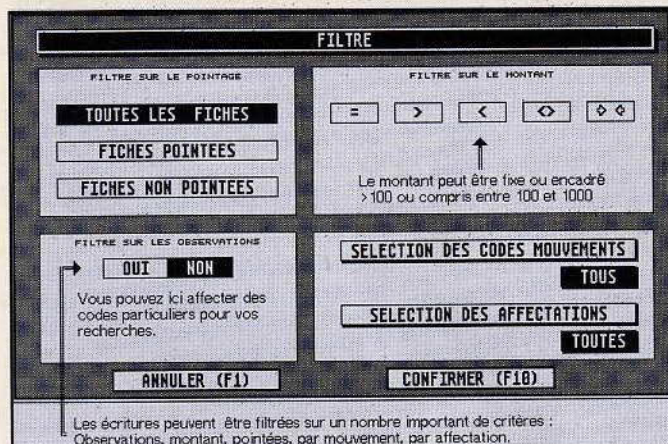 FILTRE
FILTRE SUR LE POINTAGE
TOUTES LES FICHES
FICHES POINTEES
FICHES NON POINTEES
FILTRE SUR LE MONTANT
= > < <> > <
Le montant peut être fixe ou encadré
>100 ou compris entre 100 et 1000
FILTRE SUR LES OBSERVATIONS
OUI NON
Vous pouvez ici affecter des
codes particuliers pour vos
recherches.
SELECTION DES CODES MOUVEMENTS
TOUS
SELECTION DES AFFECTATIONS
TOUTES
ANNULER (F1)
CONFIRMER (F10)
Les écritures peuvent être filtrées sur un nombre important de critères :
Observations, montant, pointées, par mouvement, par affectation.